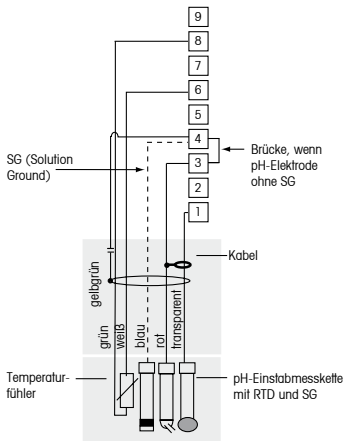 9
8
7
6
5
4
3
2
1
SG (Solution
Ground)
Brücke, wenn
pH-Elektrode
ohne SG
Kabel
gelbgrün
grün
weiß
blau
rot
transparent
Temperatur-
fühler
pH-Einstabmesskette
mit RTD und SG